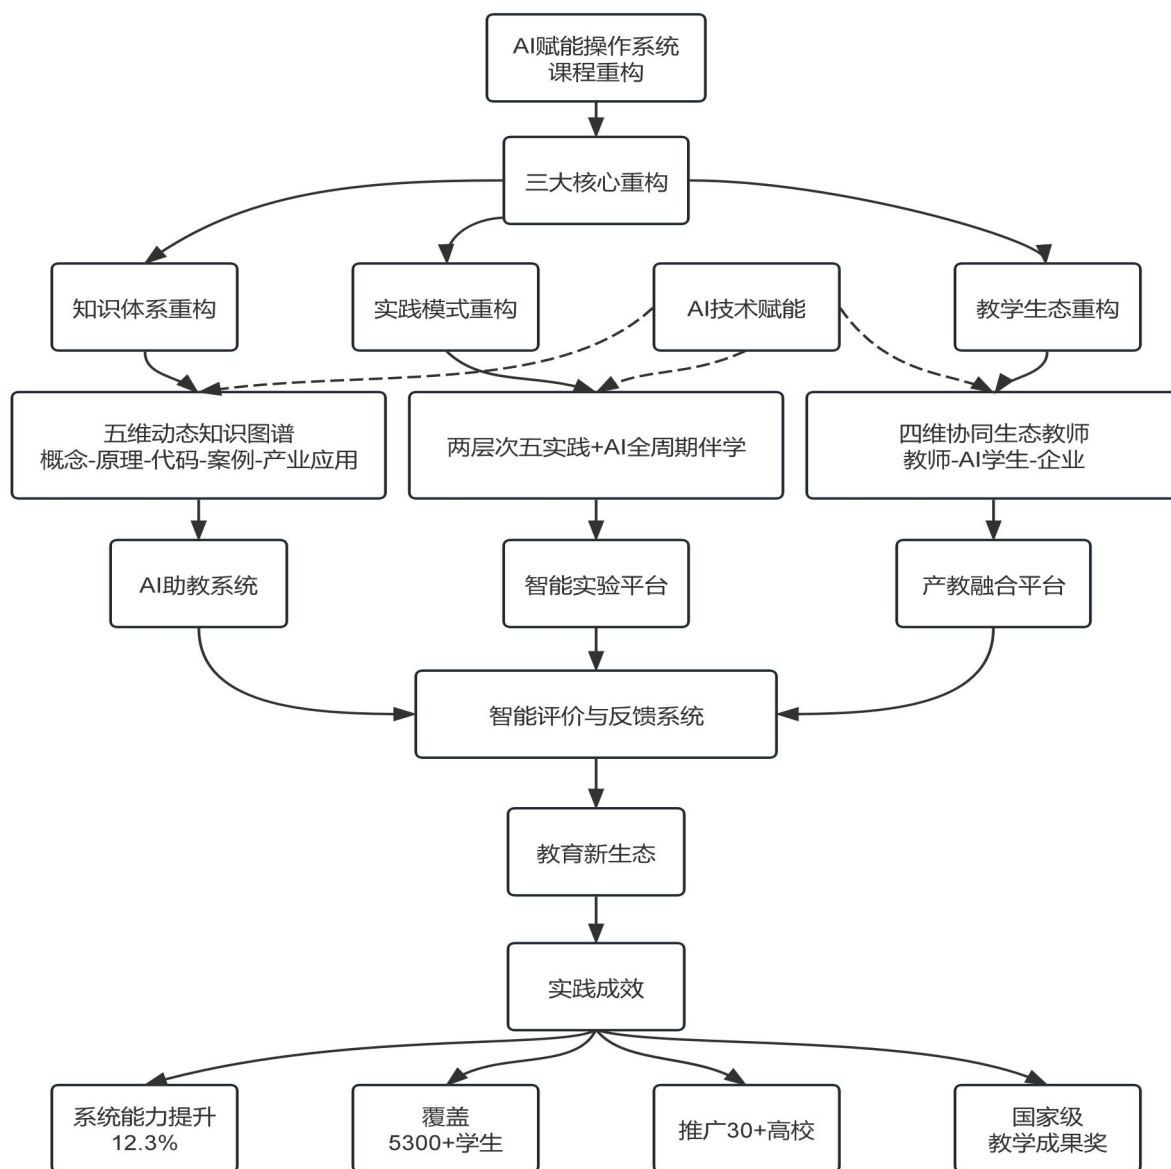 AI赋能操作系统
课程重构
三大核心重构
知识体系重构
实践模式重构
AI技术赋能
教学生态重构
五维动态知识图谱
概念-原理-代码-案例-产业应用
两层次五实践+AI全周期伴学
四维协同生态教师
教师-AI学生-企业
AI助教系统
智能实验平台
产教融合平台
智能评价与反馈系统
教育新生态
实践成效
系统能力提升
12.3%
覆盖
5300+学生
推广30+高校
国家级
教学成果奖